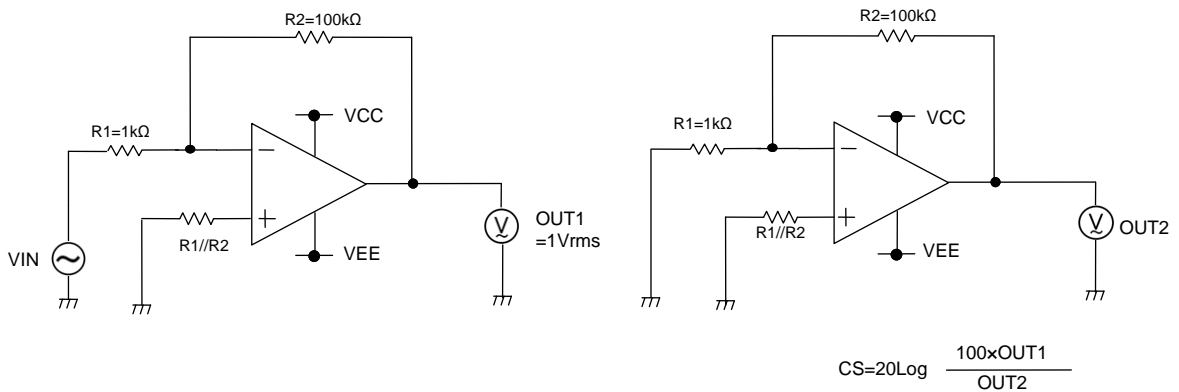 R2=100kΩ
R1=1kΩ
VCC
R1//R2
VEE
VIN
OUT1
=1Vrms
V
R2=100kΩ
R1=1kΩ
VCC
R1//R2
VEE
V
OUT2
CS=20Log 100×OUT1
OUT2